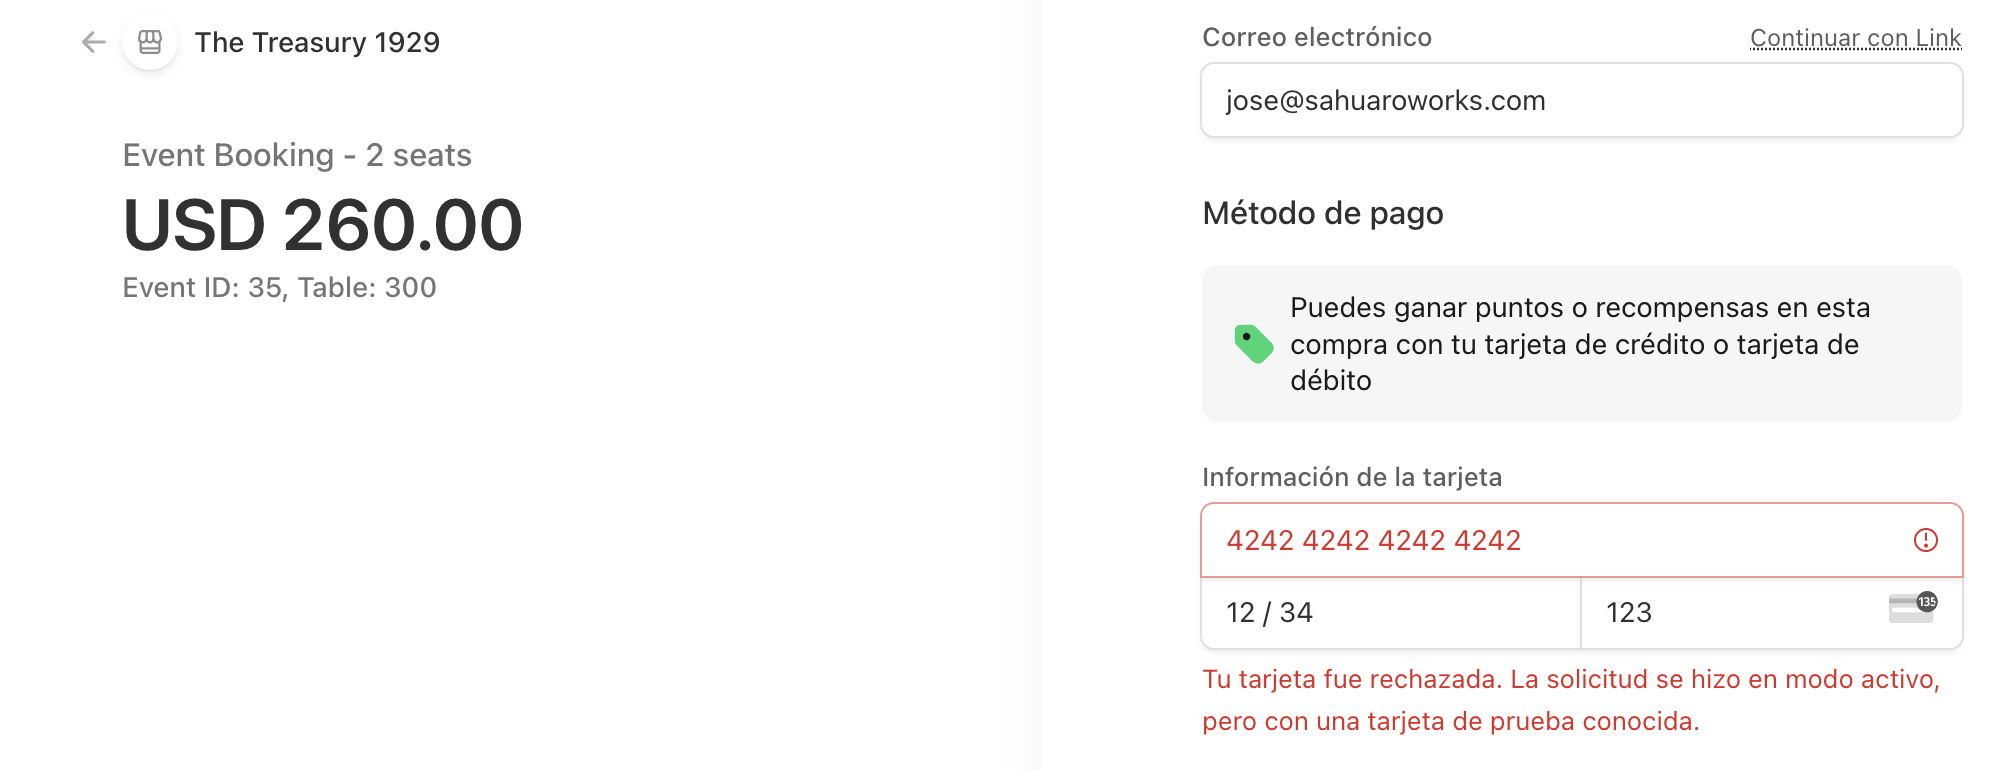 The Treasury 1929
Event Booking - 2 seats
USD 260.00
Event ID: 35, Table: 300
Correo electrónico
Continuar con Link
jose@sahuaroworks.com
Método de pago
Puedes ganar puntos o recompensas en esta
compra con tu tarjeta de crédito o tarjeta de
débito
Información de la tarjeta
4242 4242 4242 4242
12 / 34
123
135
Tu tarjeta fue rechazada. La solicitud se hizo en modo activo,
pero con una tarjeta de prueba conocida.